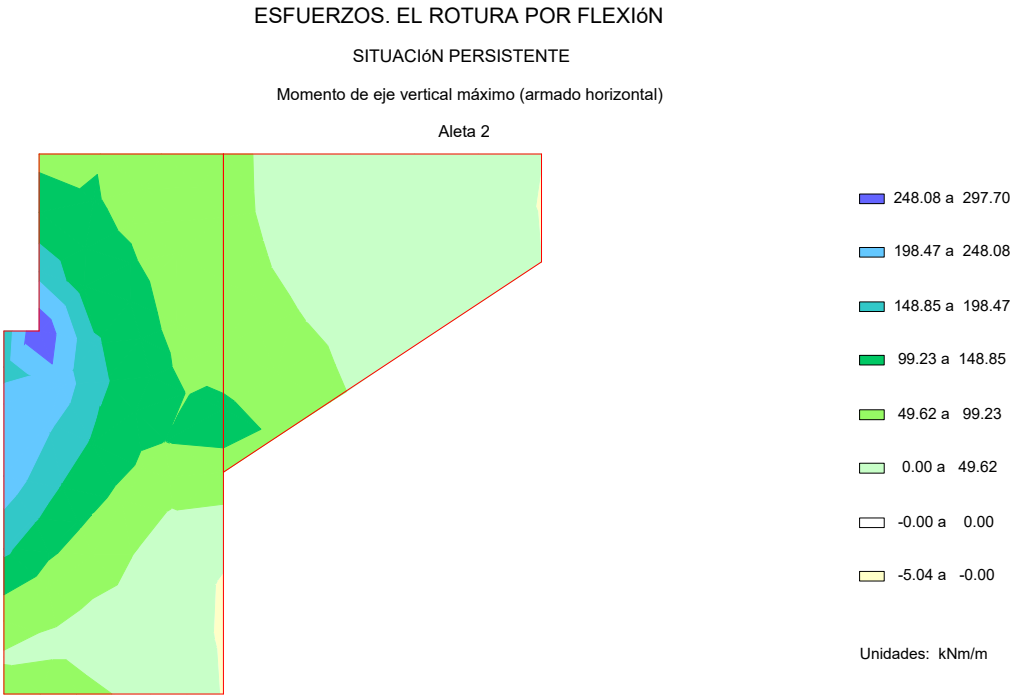 ESFUERZOS. EL ROTURA POR FLEXIóN
SITUACIóN PERSISTENTE
Momento de eje vertical máximo (armado horizontal)
Aleta 2
248.08 a 297.70
198.47 a 248.08
148.85 a 198.47
99.23 a 148.85
49.62 a 99.23
0.00 a 49.62
-0.00 a 0.00
-5.04 a -0.00
Unidades: kNm/m